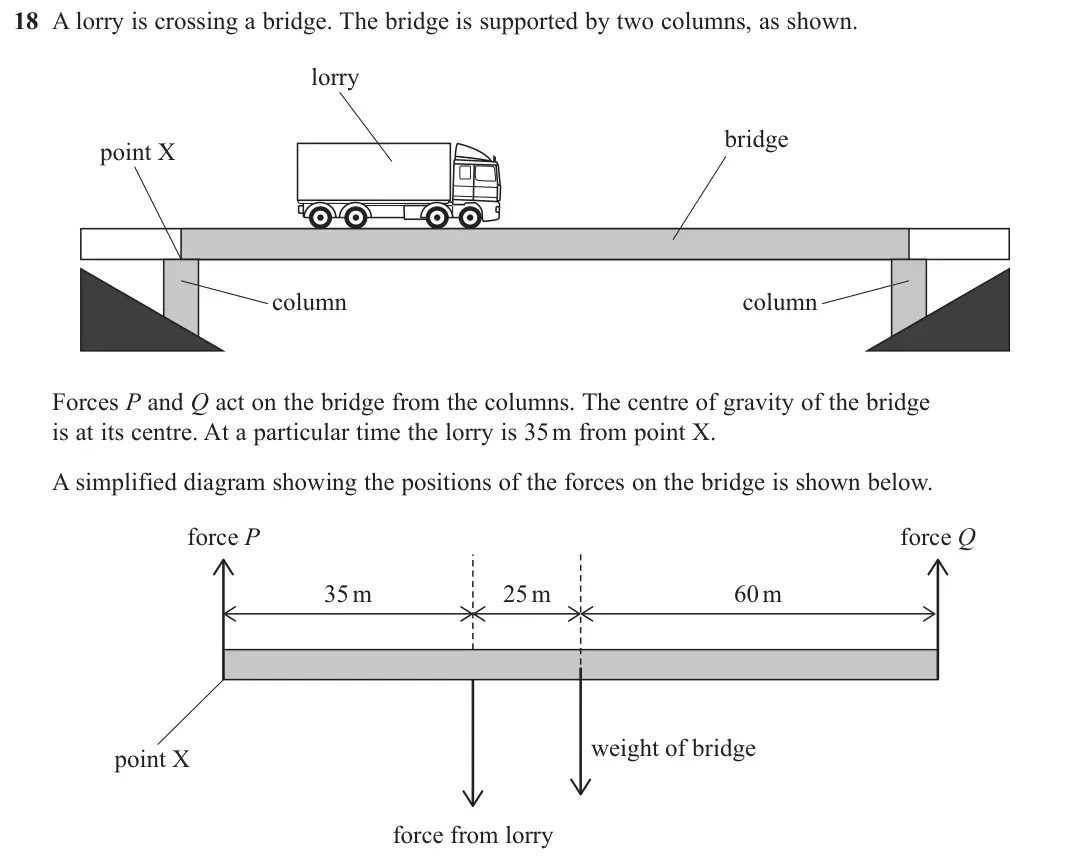 18 A lorry is crossing a bridge. The bridge is supported by two columns, as shown.
lorry
bridge
point X
column
column
Forces P and Q act on the bridge from the columns. The centre of gravity of the bridge
is at its centre. At a particular time the lorry is 35 m from point X.
A simplified diagram showing the positions of the forces on the bridge is shown below.
force P
force Q
35 m
25 m
60 m
weight of bridge
point X
force from lorry